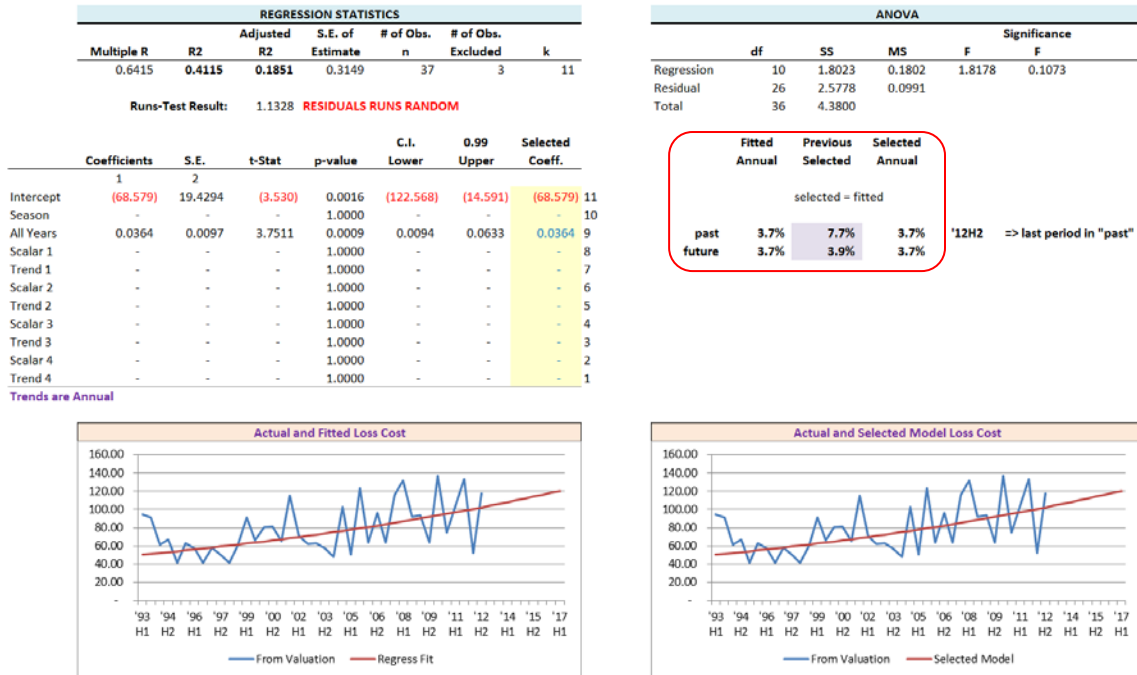 REGRESSION STATISTICS
Adjusted S.E. of # of Obs. # of Obs.
Multiple R R2 R2 Estimate n Excluded k
0.6415 0.4115 0.1851 0.3149 37 3 11
Runs-Test Result: 1.1328 RESIDUALS RUNS RANDOM
C.I. 0.99 Selected
Coefficients S.E. t-Stat p-value Lower Upper Coeff.
1 2
Intercept (68.579) 19.4294 (3.530) 0.0016 (122.568) (14.591) (68.579) 11
Season - - - 1.0000 - - - 10
All Years 0.0364 0.0097 3.7511 0.0009 0.0094 0.0633 0.0364 9
Scalar 1 - - - 1.0000 - - - 8
Trend 1 - - - 1.0000 - - - 7
Scalar 2 - - - 1.0000 - - - 6
Trend 2 - - - 1.0000 - - - 5
Scalar 3 - - - 1.0000 - - - 4
Trend 3 - - - 1.0000 - - - 3
Scalar 4 - - - 1.0000 - - - 2
Trend 4 - - - 1.0000 - - - 1
Trends are Annual
ANOVA
Significance
df SS MS F F
Regression 10 1.8023 0.1802 1.8178 0.1073
Residual 26 2.5778 0.0991
Total 36 4.3800
Fitted Previous Selected
Annual Selected Annual
selected = fitted
past 3.7% 7.7% 3.7% '12H2 => last period in "past"
future 3.7% 3.9% 3.7%
Actual and Fitted Loss Cost
160.00
140.00
120.00
100.00
80.00
60.00
40.00
20.00
-
'93 '94 '96 '97 '99 '00 '02 '03 '05 '06 '08 '09 '11 '12 '14 '15 '17
H1 H2 H1 H2 H1 H2 H1 H2 H1 H2 H1 H2 H1 H2 H1 H2 H1
From Valuation Regress Fit
Actual and Selected Model Loss Cost
160.00
140.00
120.00
100.00
80.00
60.00
40.00
20.00
-
'93 '94 '96 '97 '99 '00 '02 '03 '05 '06 '08 '09 '11 '12 '14 '15 '17
H1 H2 H1 H2 H1 H2 H1 H2 H1 H2 H1 H2 H1 H2 H1 H2 H1
From Valuation Selected Model